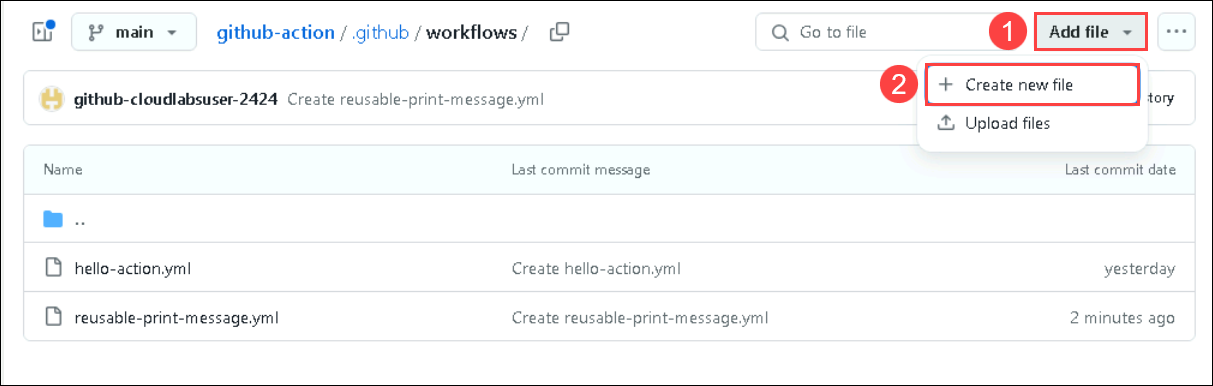 main github-action / .github / workflows / Go to file 1 Add file
2 + Create new file
github-cloudlabsuser-2424 Create reusable-print-message.yml story
Upload files
Name Last commit message Last commit date
..
hello-action.yml Create hello-action.yml yesterday
reusable-print-message.yml Create reusable-print-message.yml 2 minutes ago